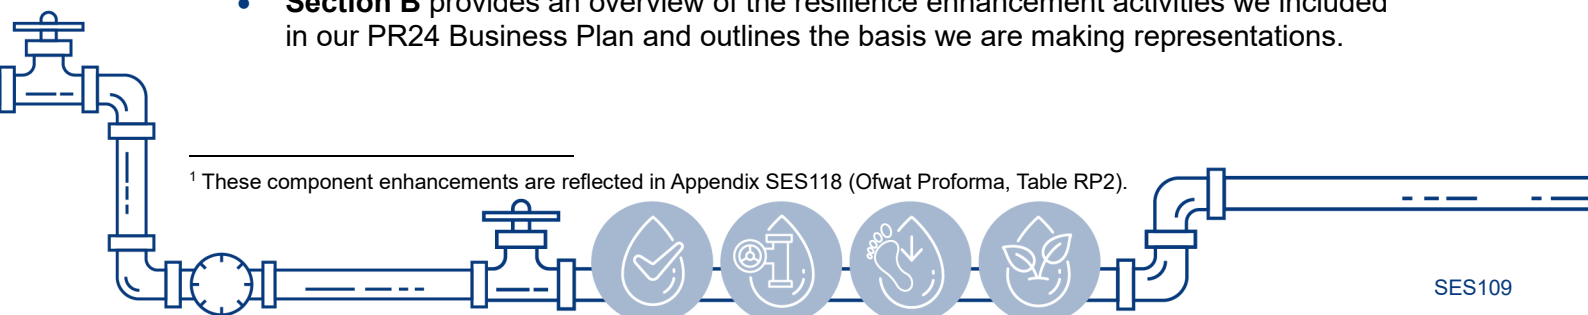 • Section B provides an overview of the resilience enhancement activities we included
in our PR24 Business Plan and outlines the basis we are making representations.
1 These component enhancements are reflected in Appendix SES118 (Ofwat Proforma, Table RP2).
SES109